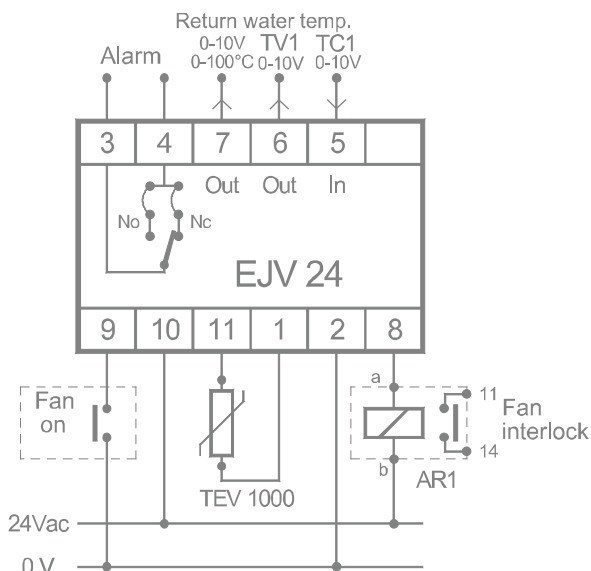 Return water temp.
Alarm
0-10V
0-100°C
TV1
0-10V
TC1
0-10V
3 4 7 6 5
Out Out In
No Nc
EJV 24
9 10 11 1 2 8
Fan
on
a
11
Fan
interlock
14
b
AR1
TEV 1000
24Vac
0 V